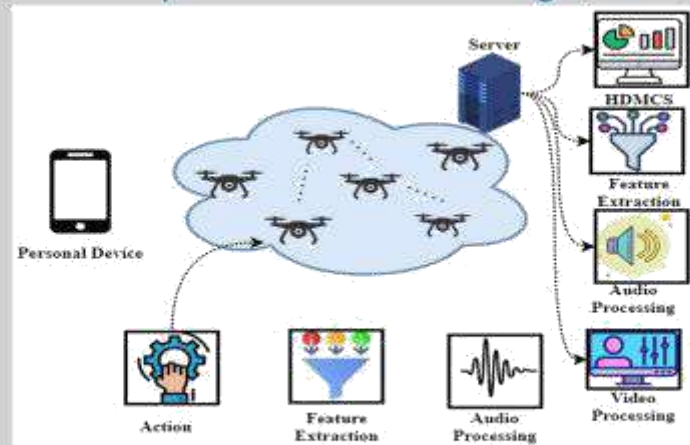 Server
HDMCS
Feature
Extraction
Personal Device
Audio
Processing
Video
Processing
Action
Feature
Extraction
Audio
Processing